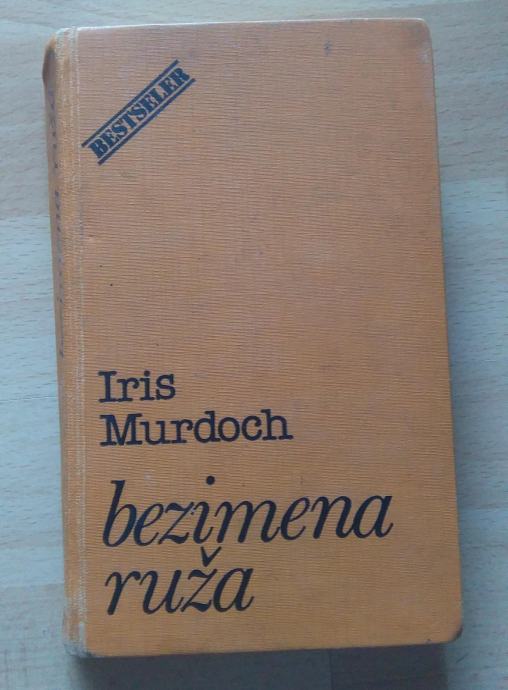 BESTSELER
Iris
Murdoch
bezimena
ruža